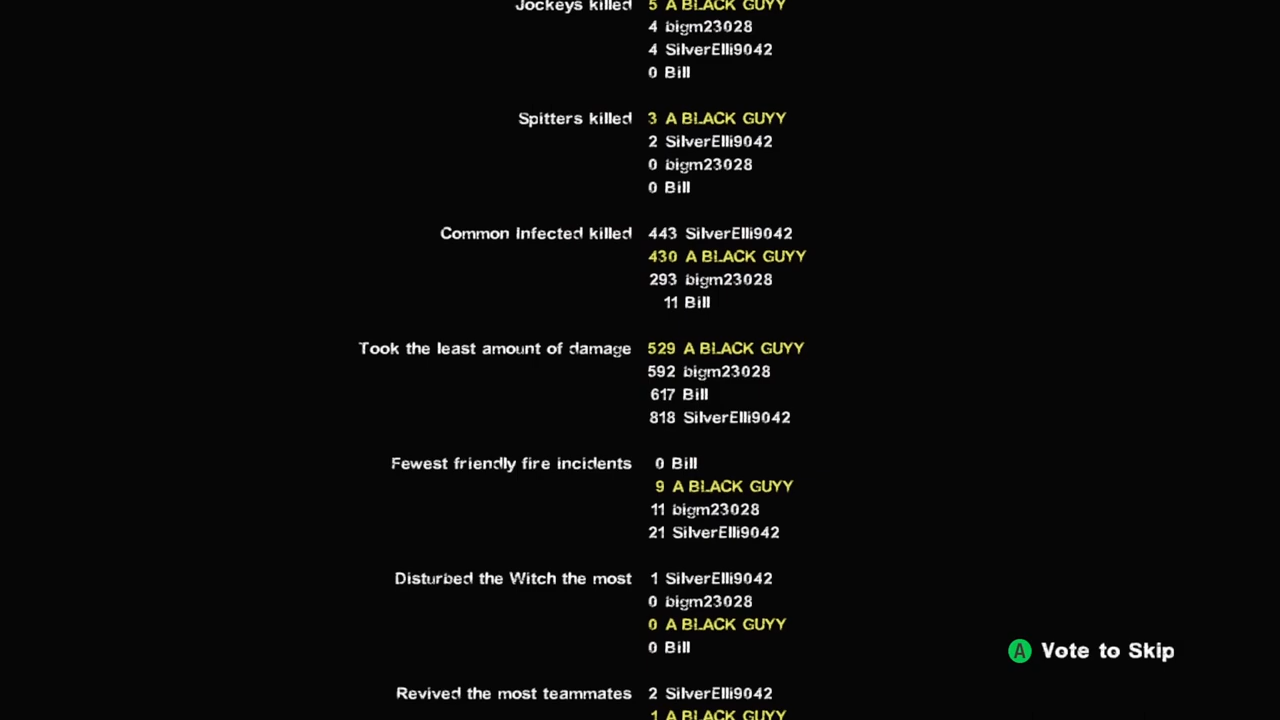 Jockeys killed 5 A BLACK GUYY
4 bigm23028
4 SilverElli9042
0 Bill
Spitters killed 3 A BLACK GUYY
2 SilverElli9042
0 bigm23028
0 Bill
Common Infected killed 443 SilverElli9042
430 A BLACK GUYY
293 bigm23028
11 Bill
Took the least amount of damage 529 A BLACK GUYY
592 bigm23028
617 Bill
818 SilverElli9042
Fewest friendly fire incidents 0 Bill
9 A BLACK GUYY
11 bigm23028
21 SilverElli9042
Disturbed the Witch the most 1 SilverElli9042
0 bigm23028
0 A BLACK GUYY
0 Bill
A Vote to Skip
Revived the most teammates 2 SilverElli9042
1 A BLACK GUYY